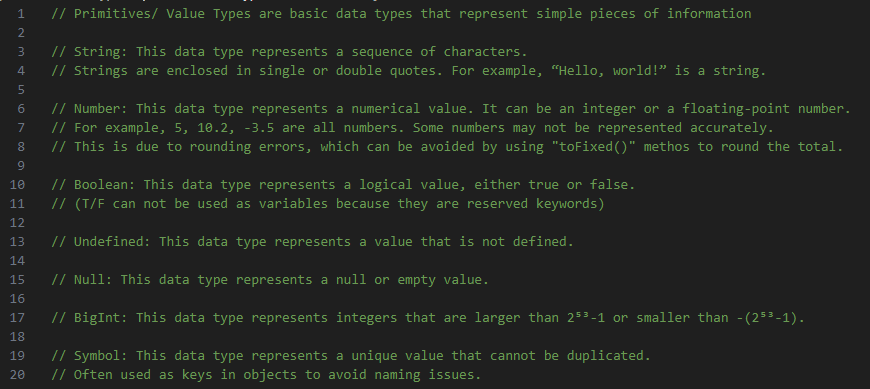 1 // Primitives/ Value Types are basic data types that represent simple pieces of information
2
3 // String: This data type represents a sequence of characters.
4 // Strings are enclosed in single or double quotes. For example, “Hello, world!” is a string.
5
6 // Number: This data type represents a numerical value. It can be an integer or a floating-point number.
7 // For example, 5, 10.2, -3.5 are all numbers. Some numbers may not be represented accurately.
8 // This is due to rounding errors, which can be avoided by using "toFixed()" methos to round the total.
9
10 // Boolean: This data type represents a logical value, either true or false.
11 // (T/F can not be used as variables because they are reserved keywords)
12
13 // Undefined: This data type represents a value that is not defined.
14
15 // Null: This data type represents a null or empty value.
16
17 // BigInt: This data type represents integers that are larger than 2⁵³-1 or smaller than -(2⁵³-1).
18
19 // Symbol: This data type represents a unique value that cannot be duplicated.
20 // Often used as keys in objects to avoid naming issues.